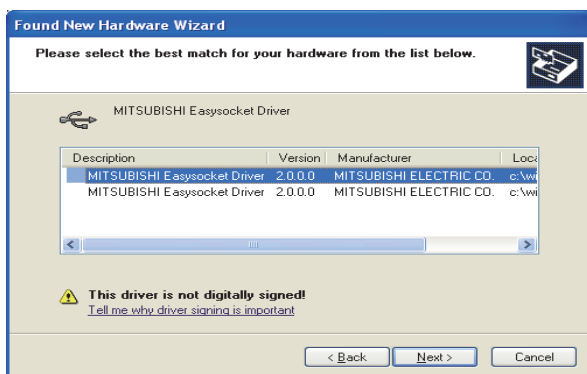 Found New Hardware Wizard
Please select the best match for your hardware from the list below.
MITSUBISHI Easysocket Driver
Description Version Manufacturer Loca
MITSUBISHI Easysocket Driver 2.0.0.0 MITSUBISHI ELECTRIC CO. c:\wi
MITSUBISHI Easysocket Driver 2.0.0.0 MITSUBISHI ELECTRIC CO. c:\wi
This driver is not digitally signed!
Tell me why driver signing is important
< Back Next > Cancel